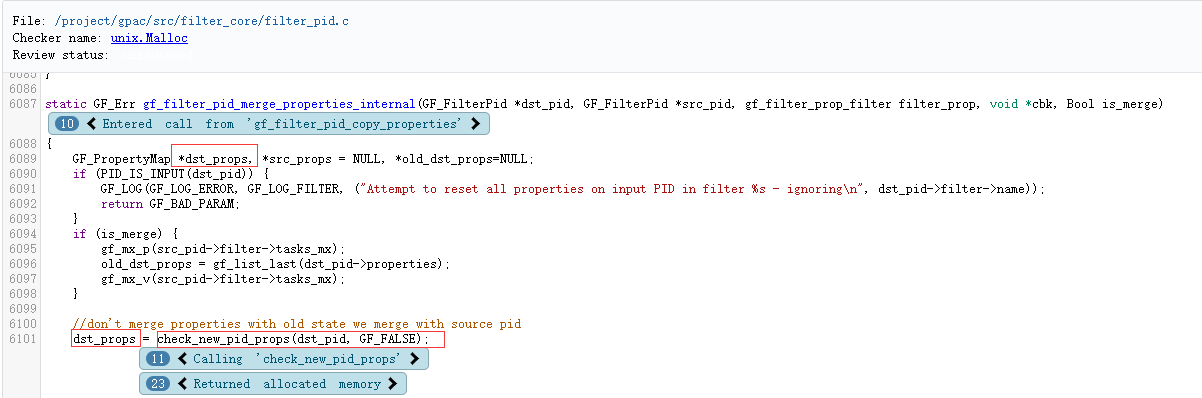 File: /project/gpac/src/filter_core/filter_pid.c
Checker name: unix.Malloc
Review status:
6085 }
6086
6087 static GF_Err gf_filter_pid_merge_properties_internal(GF_FilterPid *dst_pid, GF_FilterPid *src_pid, gf_filter_prop_filter filter_prop, void *cbk, Bool is_merge)
10 < Entered call from 'gf_filter_pid_copy_properties' >
6088 {
6089 GF_PropertyMap *dst_props, *src_props = NULL, *old_dst_props=NULL;
6090 if (PID_IS_INPUT(dst_pid)) {
6091 GF_LOG(GF_LOG_ERROR, GF_LOG_FILTER, ("Attempt to reset all properties on input PID in filter %s - ignoring\n", dst_pid->filter->name));
6092 return GF_BAD_PARAM;
6093 }
6094 if (is_merge) {
6095 gf_mx_p(src_pid->filter->tasks_mx);
6096 old_dst_props = gf_list_last(dst_pid->properties);
6097 gf_mx_v(src_pid->filter->tasks_mx);
6098 }
6099
6100 //don't merge properties with old state we merge with source pid
6101 dst_props = check_new_pid_props(dst_pid, GF_FALSE);
11 < Calling 'check_new_pid_props' >
23 < Returned allocated memory >